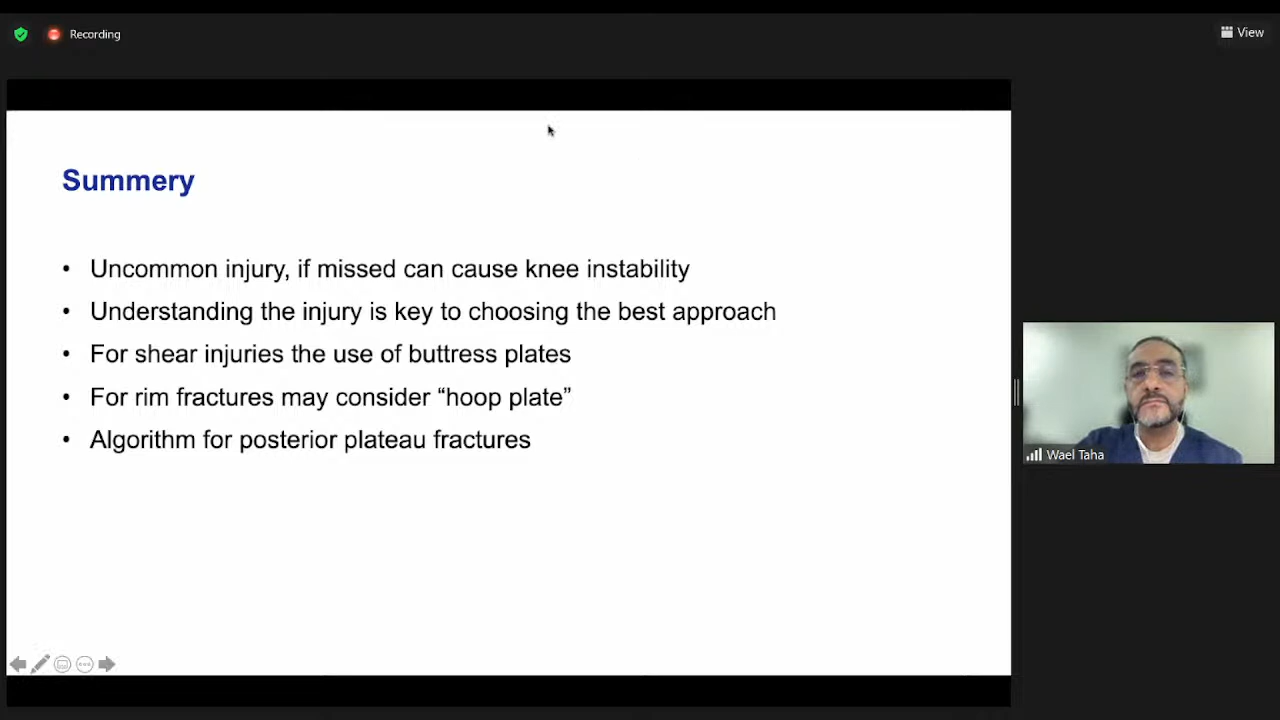 Recording
View
Summery
• Uncommon injury, if missed can cause knee instability
• Understanding the injury is key to choosing the best approach
• For shear injuries the use of buttress plates
• For rim fractures may consider “hoop plate”
• Algorithm for posterior plateau fractures
Wael Taha